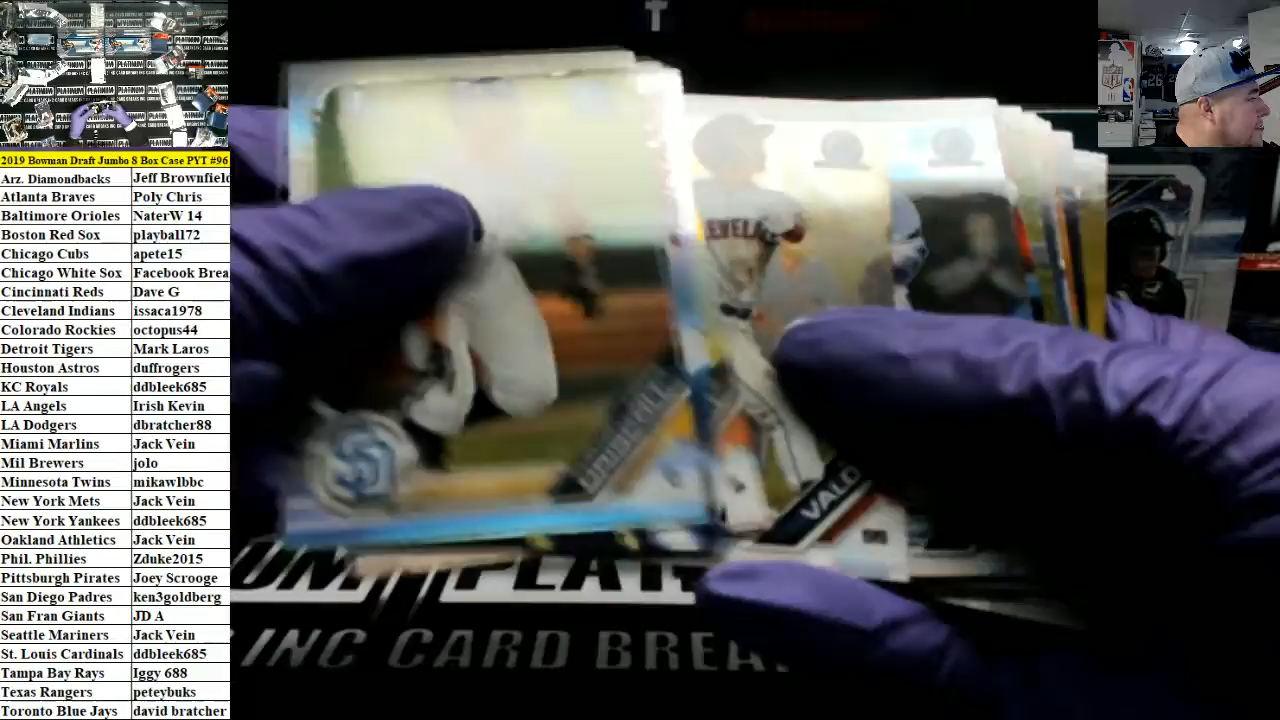 2019 Bowman Draft Jumbo 8 Box Case PYT #96
Arz. Diamondbacks Jeff Brownfield
Atlanta Braves Poly Chris
Baltimore Orioles NaterW 14
Boston Red Sox playball72
Chicago Cubs apete15
Chicago White Sox Facebook Brea
Cincinnati Reds Dave G
Cleveland Indians issaca1978
Colorado Rockies octopus44
Detroit Tigers Mark Laros
Houston Astros duffrogers
KC Royals ddbleek685
LA Angels Irish Kevin
LA Dodgers dbratcher88
Miami Marlins Jack Vein
Mil Brewers jolo
Minnesota Twins mikawlbbc
New York Mets Jack Vein
New York Yankees ddbleek685
Oakland Athletics Jack Vein
Phil. Phillies Zduke2015
Pittsburgh Pirates Joey Scrooge
San Diego Padres ken3goldberg
San Fran Giants JD A
Seattle Mariners Jack Vein
St. Louis Cardinals ddbleek685
Tampa Bay Rays Iggy 688
Texas Rangers peteybuks
Toronto Blue Jays david bratcher
VALD
INC CARD BREA